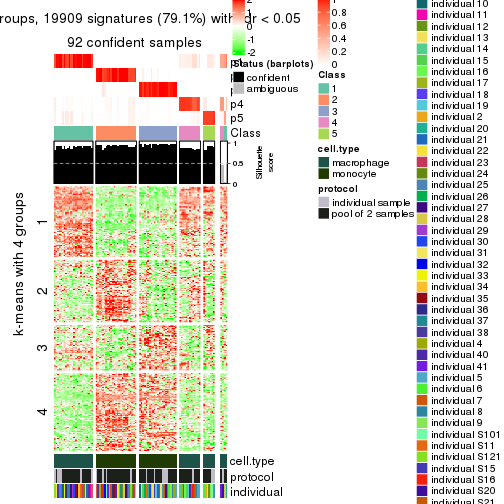 roups, 19909 signatures (79.1%) with fdr < 0.05
92 confident samples
p4
p5
Class
1
0.5
0
Silhouette
score
k-means with 4 groups
1
2
3
4
cell.type
protocol
individual
2
1
0
-1
-2
Status (barplots)
confident
ambiguous
0.8
0.6
0.4
0.2
0
Class
1
2
3
4
5
cell.type
macrophage
monocyte
protocol
individual sample
pool of 2 samples
individual 10
individual 11
individual 12
individual 13
individual 14
individual 15
individual 16
individual 17
individual 18
individual 19
individual 2
individual 20
individual 21
individual 22
individual 23
individual 24
individual 25
individual 26
individual 27
individual 28
individual 29
individual 30
individual 31
individual 32
individual 33
individual 34
individual 35
individual 36
individual 37
individual 38
individual 4
individual 40
individual 41
individual 5
individual 6
individual 7
individual 8
individual 9
individual S101
individual S11
individual S121
individual S15
individual S16
individual S20
individual S21